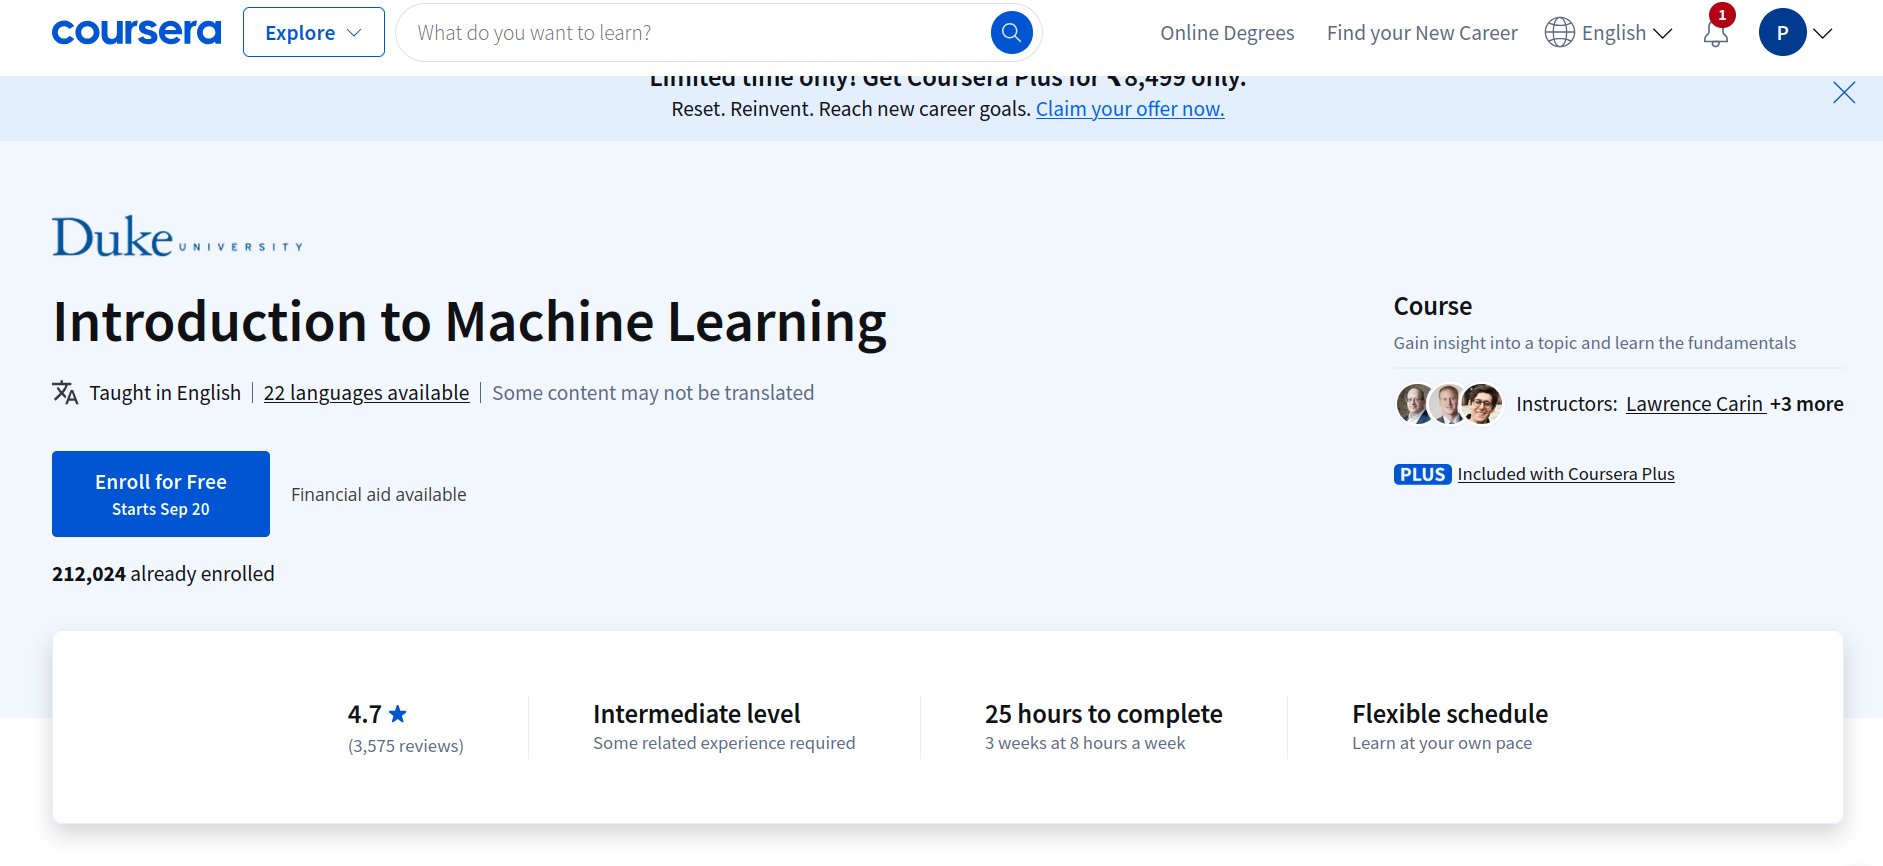 coursera Explore What do you want to learn? Online Degrees Find your New Career English 1 P
Limited time only! Get Coursera Plus for ₹8,499 only.
Reset. Reinvent. Reach new career goals. Claim your offer now.
Duke UNIVERSITY
Introduction to Machine Learning
Taught in English | 22 languages available | Some content may not be translated
Enroll for Free
Starts Sep 20
Financial aid available
212,024 already enrolled
Course
Gain insight into a topic and learn the fundamentals
Instructors: Lawrence Carin +3 more
PLUS Included with Coursera Plus
4.7 ★
(3,575 reviews)
Intermediate level
Some related experience required
25 hours to complete
3 weeks at 8 hours a week
Flexible schedule
Learn at your own pace